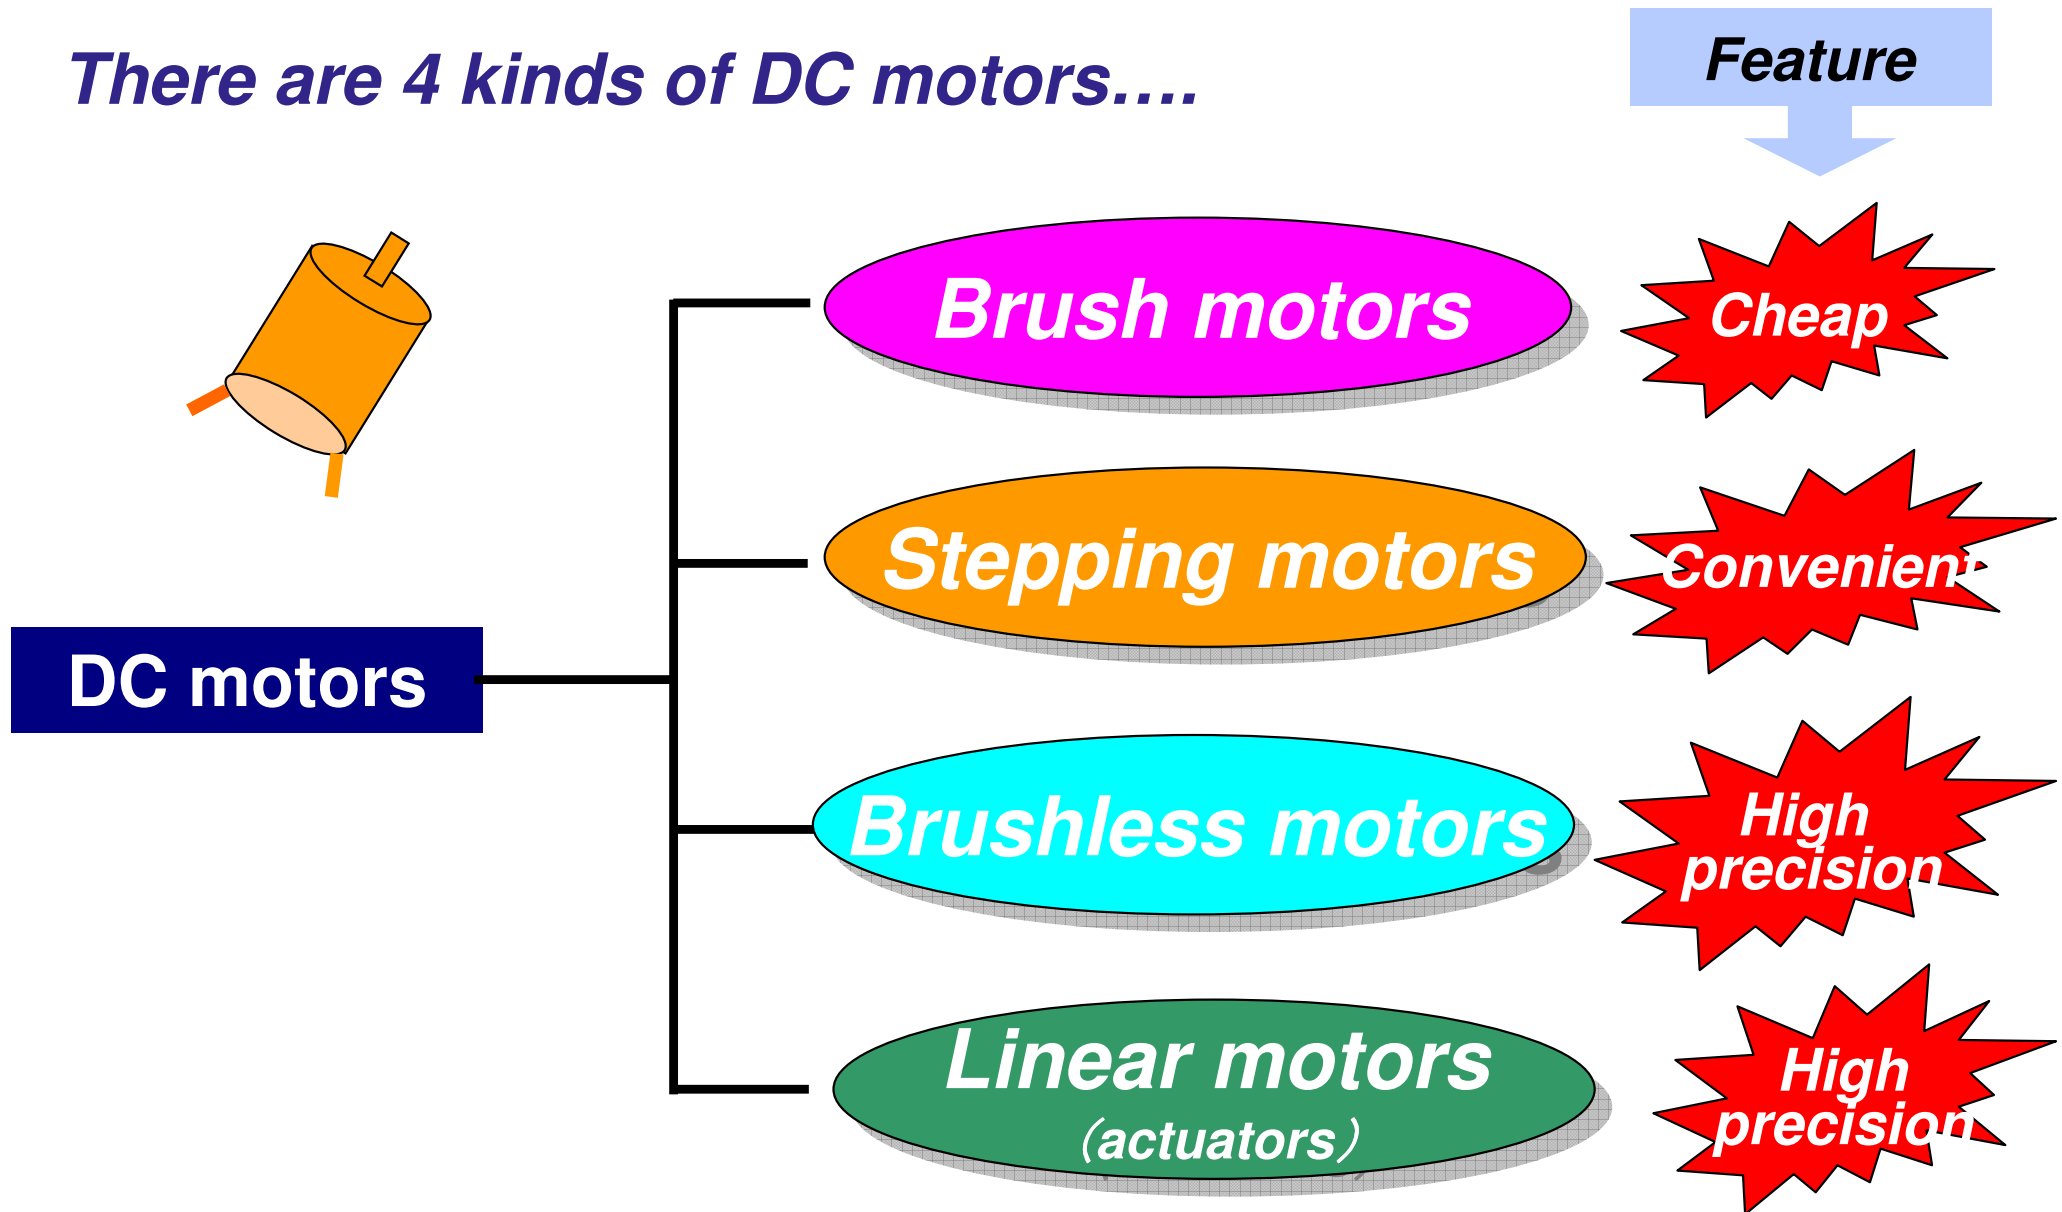 There are 4 kinds of DC motors….
Feature
Brush motors
Cheap
Stepping motors
Convenient
DC motors
Brushless motors
High
precision
Linear motors
（actuators）
High
precision